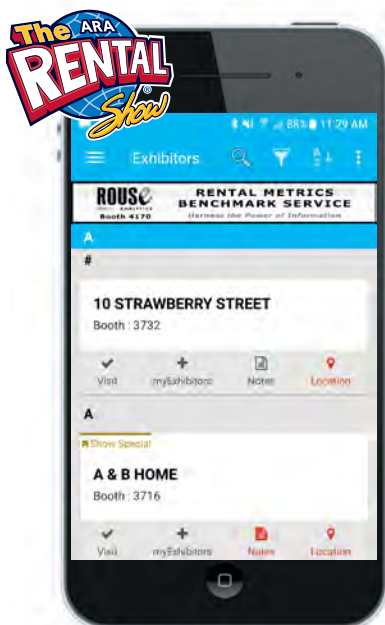 The ARA
RENTAL
Show
88% 11:29 AM
Exhibitors
ROUSE
ANALYTICS
Booth 4170
RENTAL METRICS
BENCHMARK SERVICE
Harness the Power of Information
A
#
10 STRAWBERRY STREET
Booth : 3732
Visit myExhibitors Notes Location
A
Show Special
A & B HOME
Booth : 3716
Visit myExhibitors Notes Location